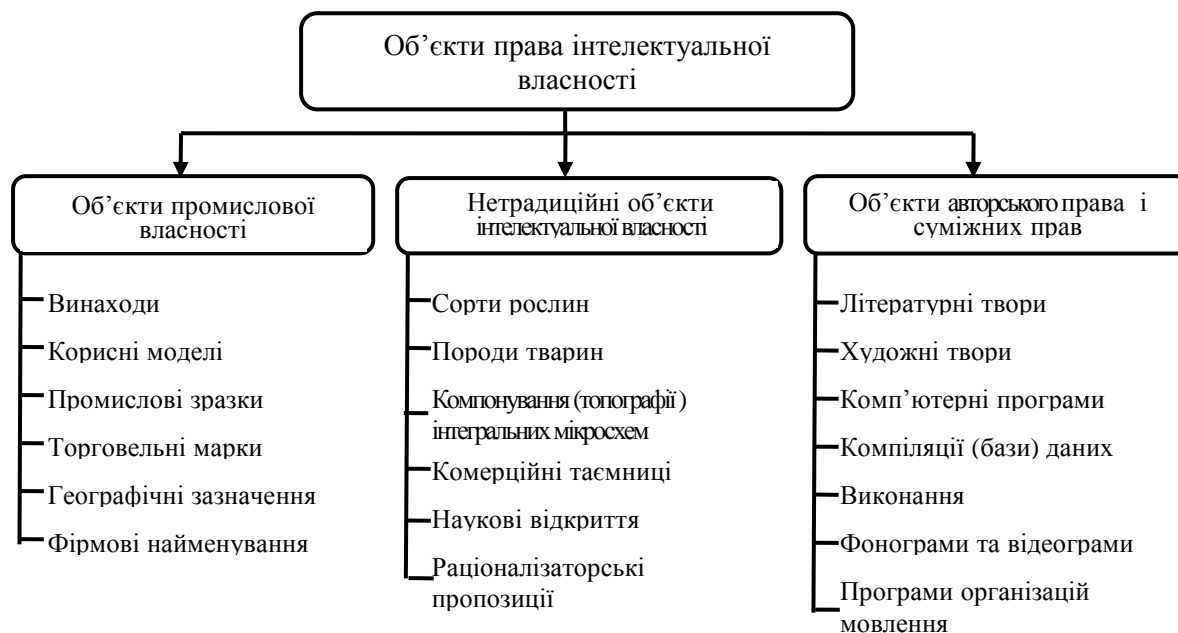 Об’єкти права інтелектуальної
власності
Об’єкти промислової
власності
Винаходи
Корисні моделі
Промислові зразки
Торговельні марки
Географічні зазначення
Фірмові найменування
Нетрадиційні об’єкти
інтелектуальної власності
Сорти рослин
Породи тварин
Компонування (топографії )
інтегральних мікросхем
Комерційні таємниці
Наукові відкриття
Раціоналізаторські
пропозиції
Об’єкти авторського права і
суміжних прав
Літературні твори
Художні твори
Комп’ютерні програми
Компіляції (бази) даних
Виконання
Фонограми та відеограми
Програми організацій
мовлення